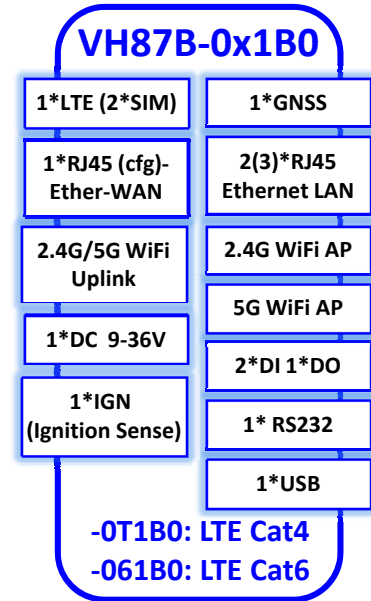 VH87B-0x1B0
1*LTE (2*SIM)
1*RJ45 (cfg)-
Ether-WAN
2.4G/5G WiFi
Uplink
1*DC 9-36V
1*IGN
(Ignition Sense)
1*GNSS
2(3)*RJ45
Ethernet LAN
2.4G WiFi AP
5G WiFi AP
2*DI 1*DO
1* RS232
1*USB
-0T1B0: LTE Cat4
-061B0: LTE Cat6